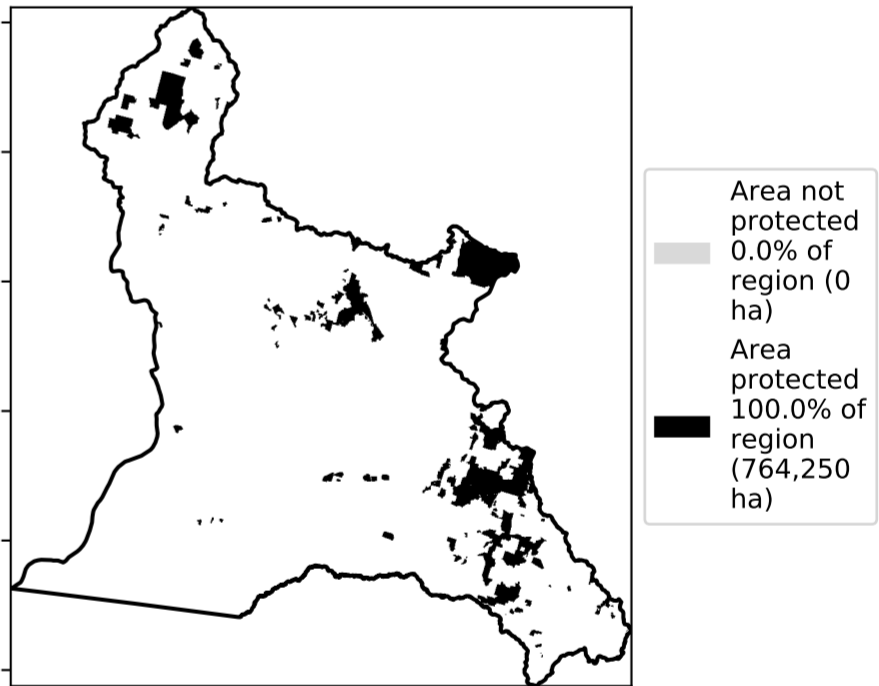 Area not
protected
0.0% of
region (0
ha)
Area
protected
100.0% of
region
(764,250
ha)